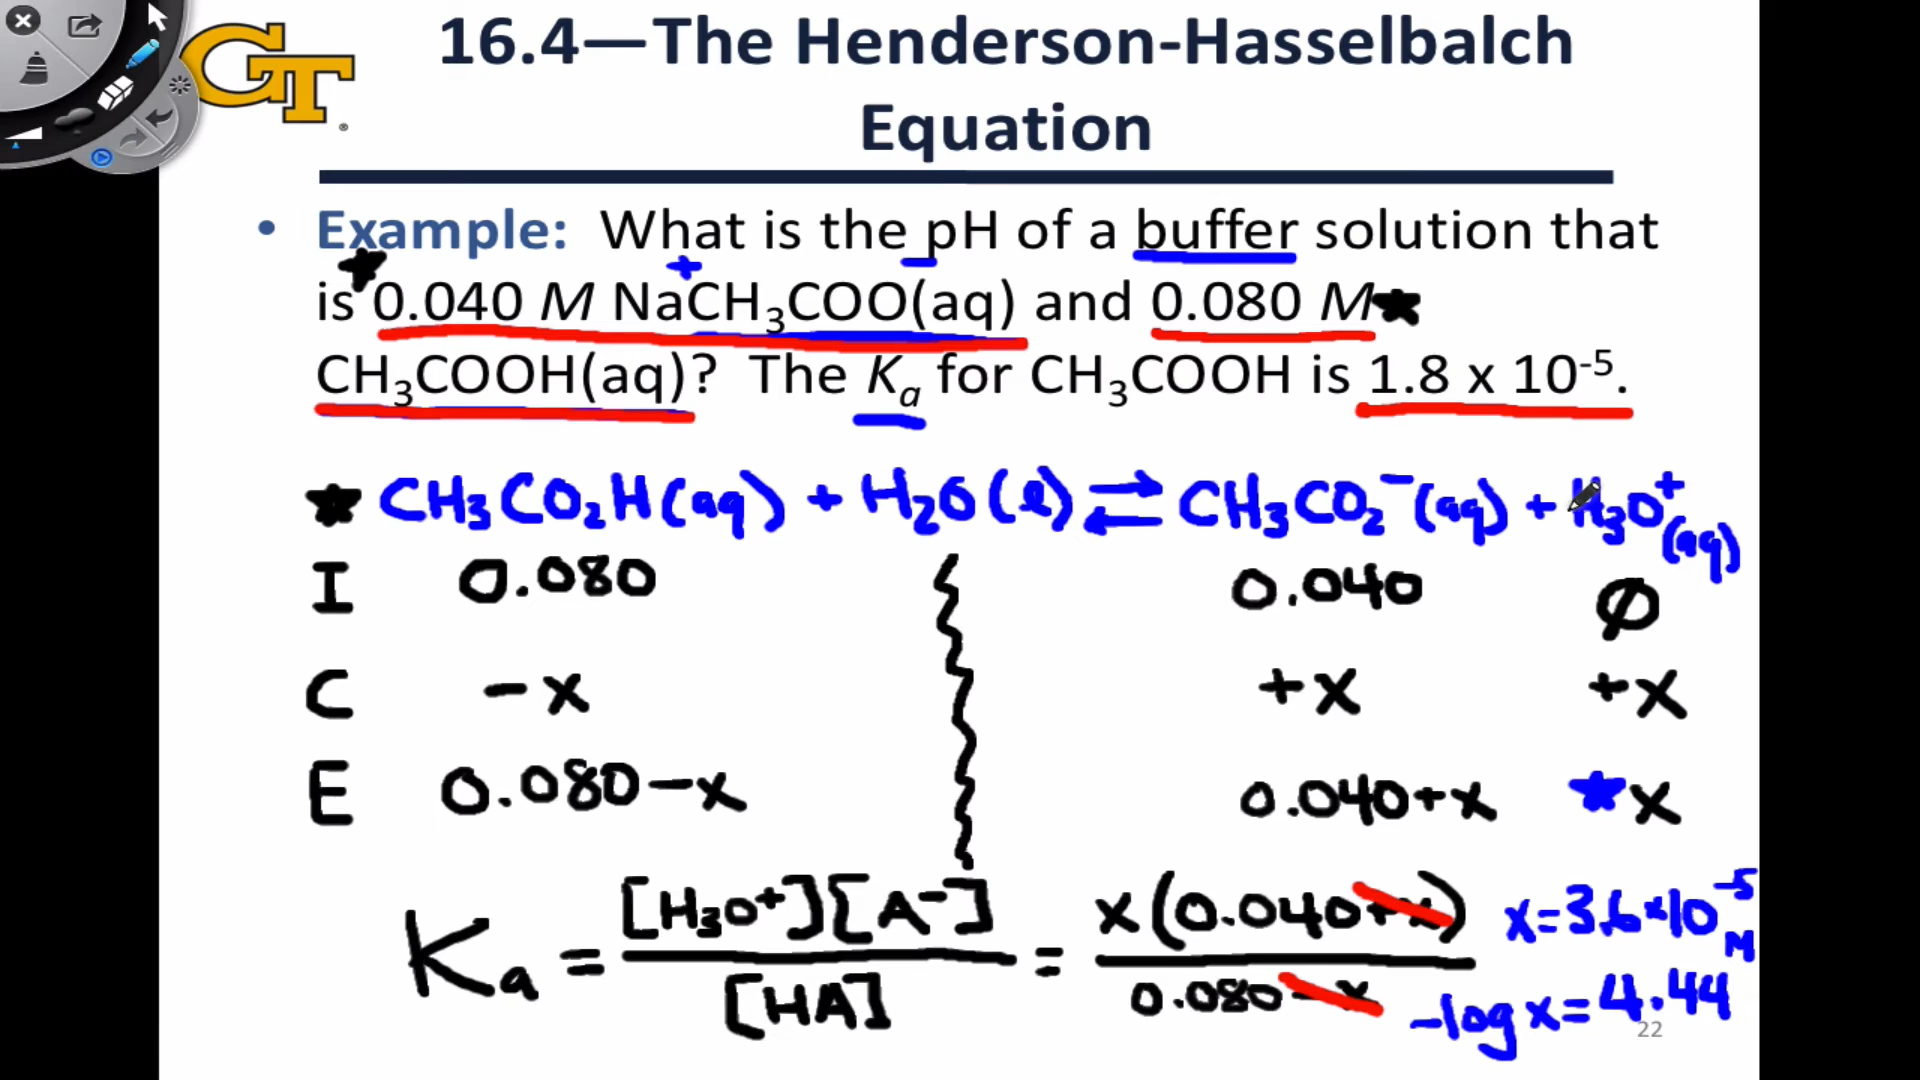 GT
16.4—The Henderson-Hasselbalch
Equation
• Example: What is the pH of a buffer solution that
is 0.040 M NaCH₃COO(aq) and 0.080 M
CH₃COOH(aq)? The Kₐ for CH₃COOH is 1.8 x 10⁻⁵.
+
CH₃CO₂H(aq) + H₂O(l) ⇌ CH₃CO₂⁻(aq) + H₃O⁺(aq)
I 0.080 0.040 Ø
C -x +x +x
E 0.080-x 0.040+x x
Kₐ = [H₃O⁺][A⁻] / [HA] = x(0.040+x) / 0.080-x
x=3.6×10⁻⁵ M
-log x = 4.44
22